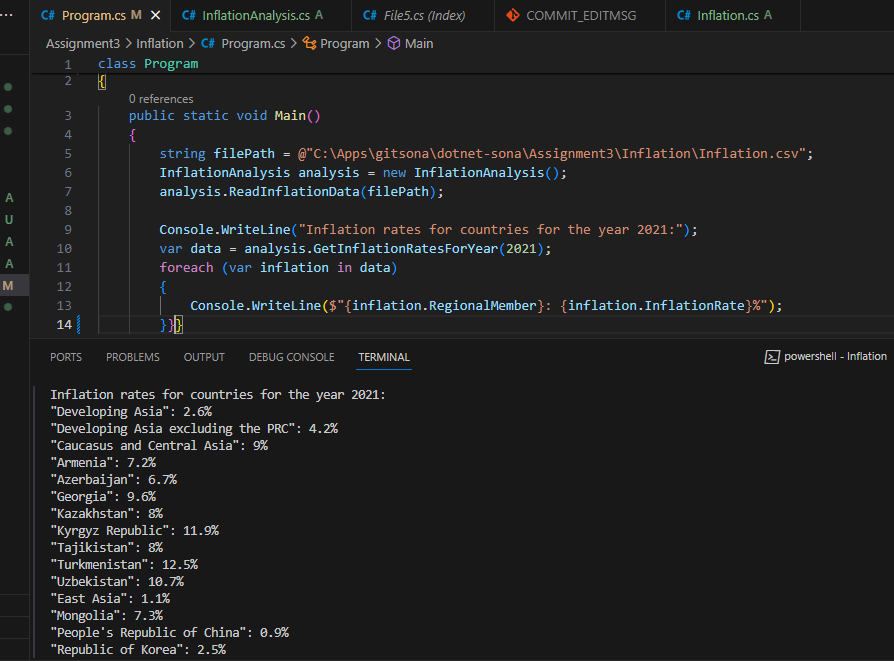 ··· C# Program.cs M × C# InflationAnalysis.cs A C# File5.cs (Index) COMMIT_EDITMSG C# Inflation.cs A
Assignment3 > Inflation > C# Program.cs > Program > Main
1 class Program
2 {
0 references
3 public static void Main()
4 {
5 string filePath = @"C:\Apps\gitsona\dotnet-sona\Assignment3\Inflation\Inflation.csv";
6 InflationAnalysis analysis = new InflationAnalysis();
7 analysis.ReadInflationData(filePath);
8
9 Console.WriteLine("Inflation rates for countries for the year 2021:");
10 var data = analysis.GetInflationRatesForYear(2021);
11 foreach (var inflation in data)
12 {
13 Console.WriteLine($"{inflation.RegionalMember}: {inflation.InflationRate}%");
14 }}}
A
U
A
A
M
PORTS PROBLEMS OUTPUT DEBUG CONSOLE TERMINAL powershell - Inflation
Inflation rates for countries for the year 2021:
"Developing Asia": 2.6%
"Developing Asia excluding the PRC": 4.2%
"Caucasus and Central Asia": 9%
"Armenia": 7.2%
"Azerbaijan": 6.7%
"Georgia": 9.6%
"Kazakhstan": 8%
"Kyrgyz Republic": 11.9%
"Tajikistan": 8%
"Turkmenistan": 12.5%
"Uzbekistan": 10.7%
"East Asia": 1.1%
"Mongolia": 7.3%
"People's Republic of China": 0.9%
"Republic of Korea": 2.5%